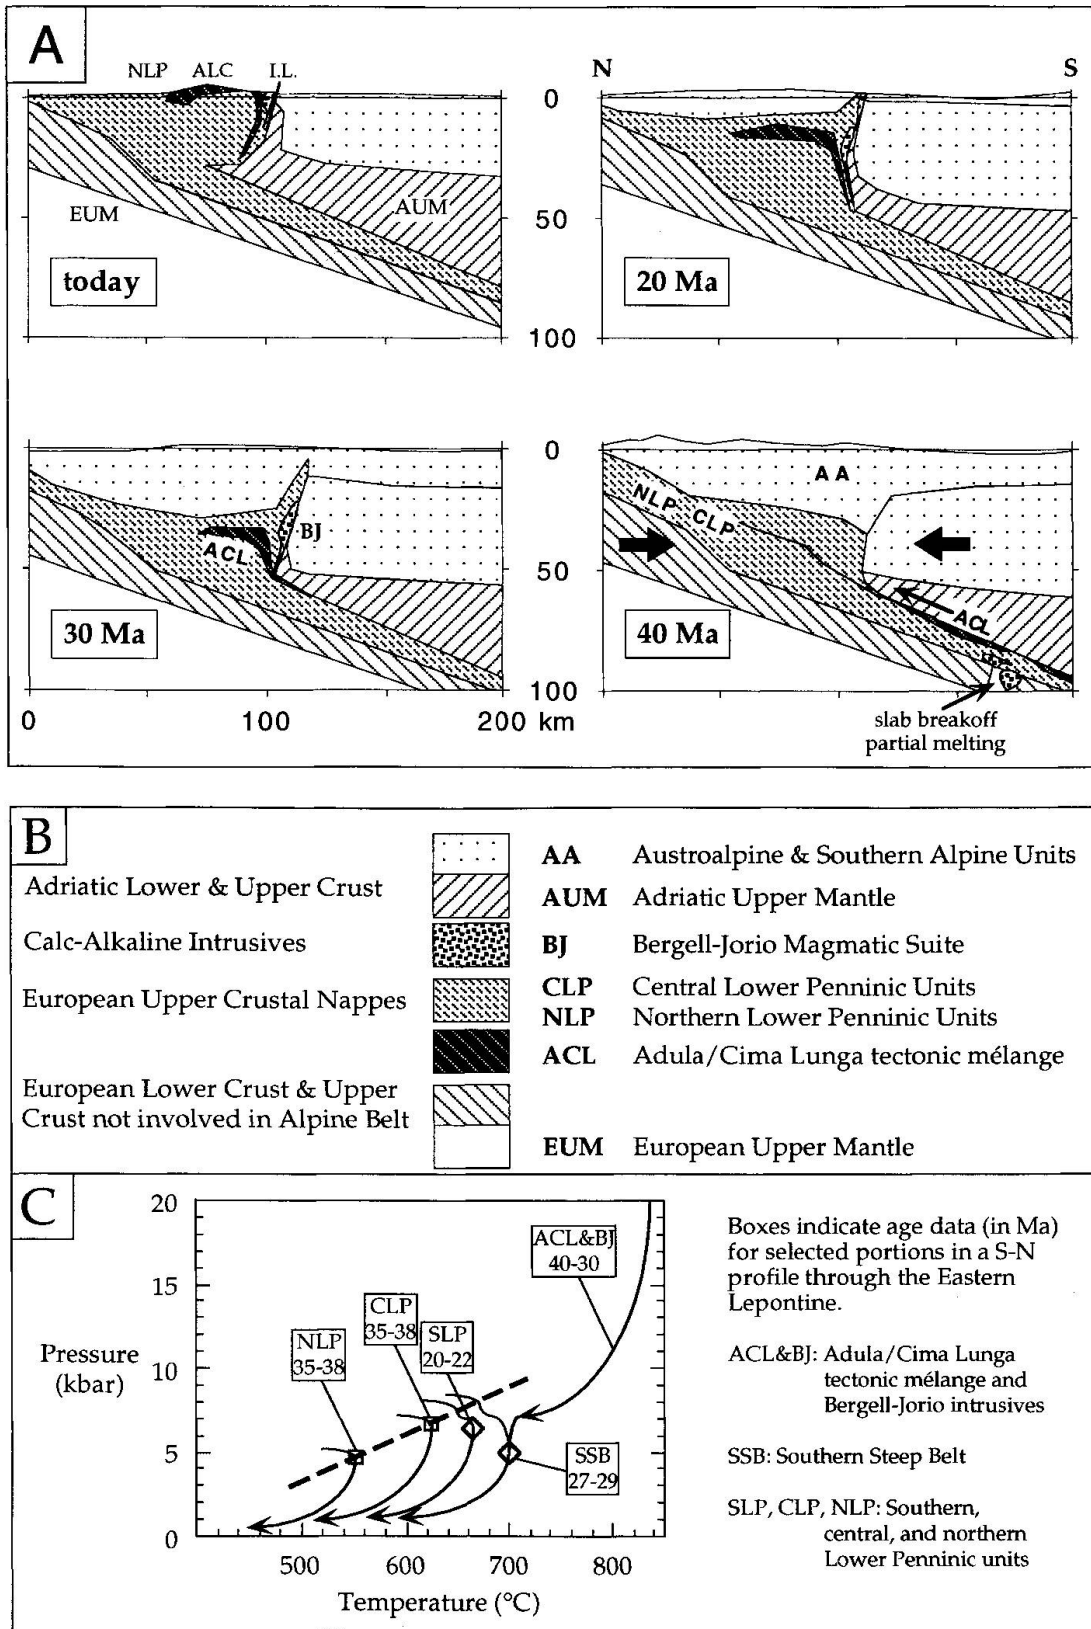 A
NLP ALC I.L.
N S
0
EUM AUM
50
today
20 Ma
100
0
AA
NLP CLP
BJ
ACL
50
ACL
30 Ma
40 Ma
100
0 100 200 km
slab breakoff
partial melting
B
AA Austroalpine & Southern Alpine Units
Adriatic Lower & Upper Crust
AUM Adriatic Upper Mantle
Calc-Alkaline Intrusives
BJ Bergell-Jorio Magmatic Suite
European Upper Crustal Nappes
CLP Central Lower Penninic Units
NLP Northern Lower Penninic Units
ACL Adula/Cima Lunga tectonic mélange
European Lower Crust & Upper
Crust not involved in Alpine Belt
EUM European Upper Mantle
C
20
15
10
5
0
Pressure
(kbar)
ACL&BJ
40-30
CLP
35-38
SLP
20-22
NLP
35-38
SSB
27-29
500 600 700 800
Temperature (°C)
Boxes indicate age data (in Ma)
for selected portions in a S-N
profile through the Eastern
Lepontine.
ACL&BJ: Adula/Cima Lunga
tectonic mélange and
Bergell-Jorio intrusives
SSB: Southern Steep Belt
SLP, CLP, NLP: Southern,
central, and northern
Lower Penninic units